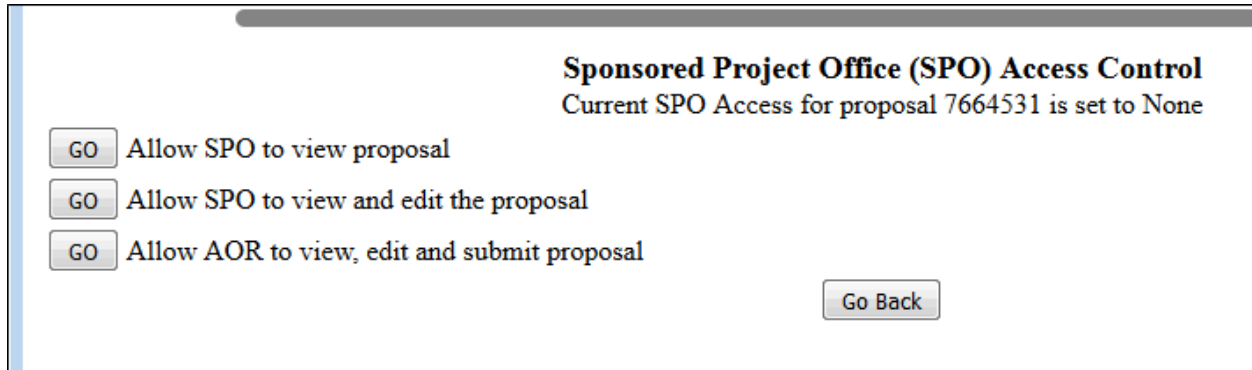 Sponsored Project Office (SPO) Access Control
Current SPO Access for proposal 7664531 is set to None
GO Allow SPO to view proposal
GO Allow SPO to view and edit the proposal
GO Allow AOR to view, edit and submit proposal
Go Back